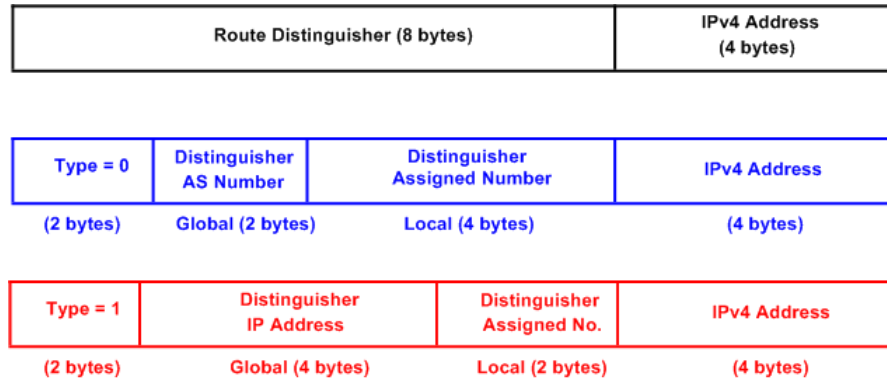 Route Distinguisher (8 bytes)
IPv4 Address
(4 bytes)
Type = 0
Distinguisher
AS Number
Distinguisher
Assigned Number
IPv4 Address
(2 bytes)
Global (2 bytes)
Local (4 bytes)
(4 bytes)
Type = 1
Distinguisher
IP Address
Distinguisher
Assigned No.
IPv4 Address
(2 bytes)
Global (4 bytes)
Local (2 bytes)
(4 bytes)